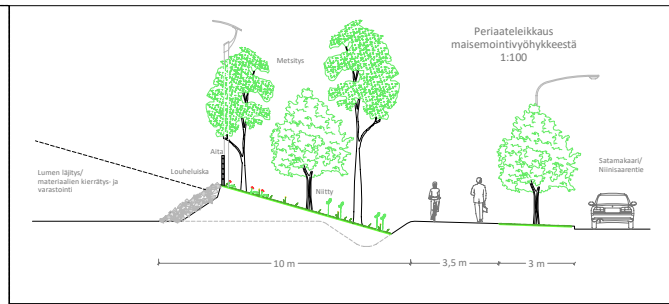 Periaateleikkaus
maisemointivyöhykkeestä
1:100
Metsitys
Aita
Lumen läjitys/
materiaalien kierrätys- ja
varastointi
Louheluiska
Niitty
Satamakaari/
Niinisaarentie
10 m
3,5 m
3 m